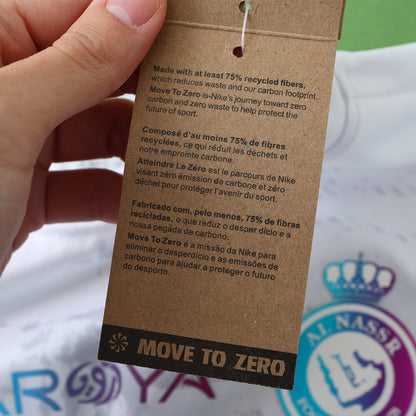 Made with at least 75% recycled fibers,
which reduces waste and our carbon footprint.
Move To Zero is Nike's journey toward zero
carbon and zero waste to help protect the
future of sport.
Composé d'au moins 75% de fibres
recyclées, ce qui réduit les déchets et
notre empreinte carbone.
Atteindre Le Zéro est le parcours de Nike
visant zéro émission de carbone et zéro
déchet pour protéger l'avenir du sport.
Fabricado com, pelo menos, 75% de fibras
recicladas, o que reduz o desper dício e a
nossa pegada de carbono.
Move To Zero é a missão da Nike para
eliminar o desperdício e as emissões de
carbono para ajudar a proteger o futuro
do desporto.
MOVE TO ZERO
AL NASSR
AROYA